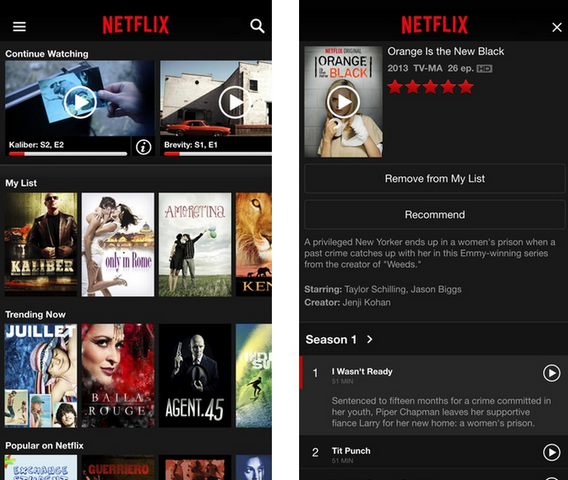 NETFLIX
Continue Watching
Kaliber: S2, E2
Brevity: S1, E1
My List
KALIBER
only in Rome
AMORETINA
KEN
Trending Now
JUILLET
BAILA
ROUGE
AGENT.45
Popular on Netflix
EXCHANGE
GUERRIERO
NETFLIX
NETFLIX ORIGINAL
ORANGE
IS the NEW
BLACK
Orange Is the New Black
2013 TV-MA 26 ep. HD
Remove from My List
Recommend
A privileged New Yorker ends up in a women's prison when a
past crime catches up with her in this Emmy-winning series
from the creator of "Weeds."
Starring: Taylor Schilling, Jason Biggs
Creator: Jenji Kohan
Season 1
1 I Wasn't Ready
51 MIN
Sentenced to fifteen months for a crime committed in
her youth, Piper Chapman leaves her supportive
fiance Larry for her new home: a women's prison.
2 Tit Punch
51 MIN